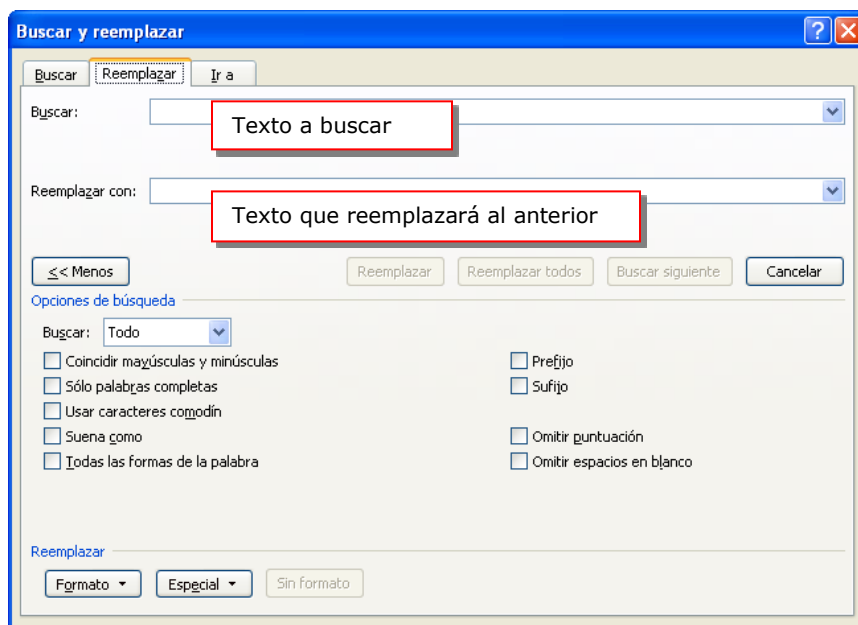 Buscar y reemplazar
Buscar Reemplazar Ir a
Buscar:
Texto a buscar
Reemplazar con:
Texto que reemplazará al anterior
<< Menos Reemplazar Reemplazar todos Buscar siguiente Cancelar
Opciones de búsqueda
Buscar: Todo
Coincidir mayúsculas y minúsculas Prefijo
Sólo palabras completas Sufijo
Usar caracteres comodín
Suena como Omitir puntuación
Todas las formas de la palabra Omitir espacios en blanco
Reemplazar
Formato Especial Sin formato